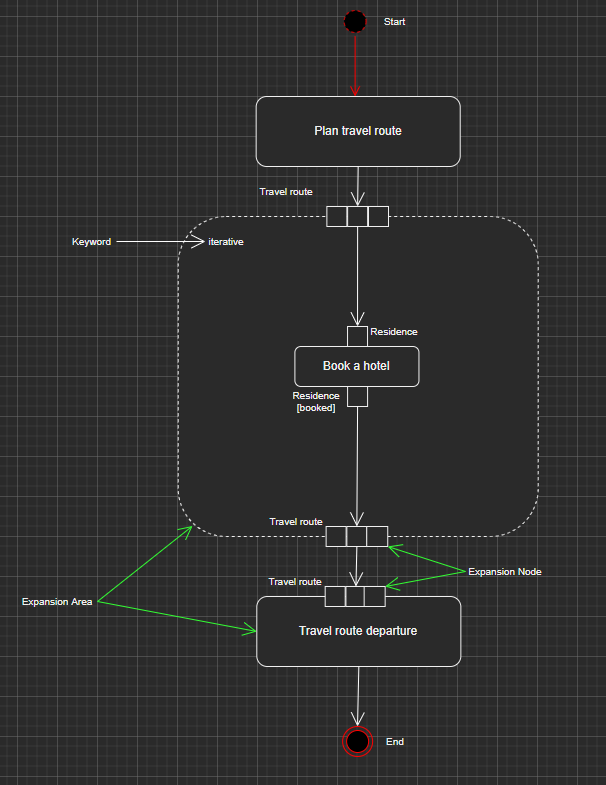 Start
Plan travel route
Travel route
Keyword
iterative
Residence
Book a hotel
Residence
[booked]
Travel route
Expansion Node
Travel route
Expansion Area
Travel route departure
End